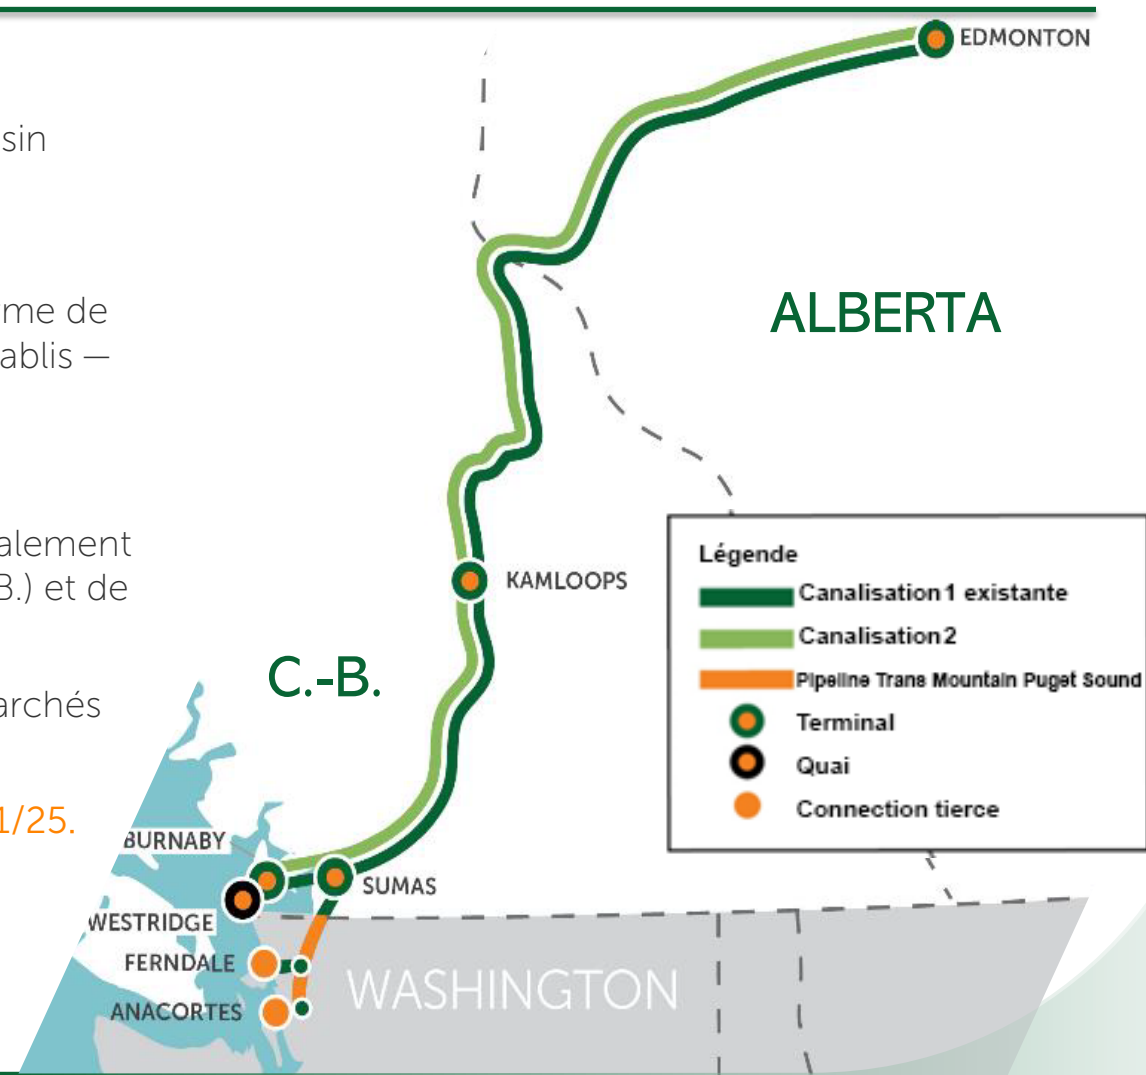 sin
me de
ablis —
alement
B.) et de
archés
1/25.
EDMONTON
ALBERTA
KAMLOOPS
C.-B.
Légende
Canalisation 1 existante
Canalisation 2
Pipeline Trans Mountain Puget Sound
Terminal
Quai
Connection tierce
BURNABY
SUMAS
WESTRIDGE
FERNDALE
ANACORTES
WASHINGTON